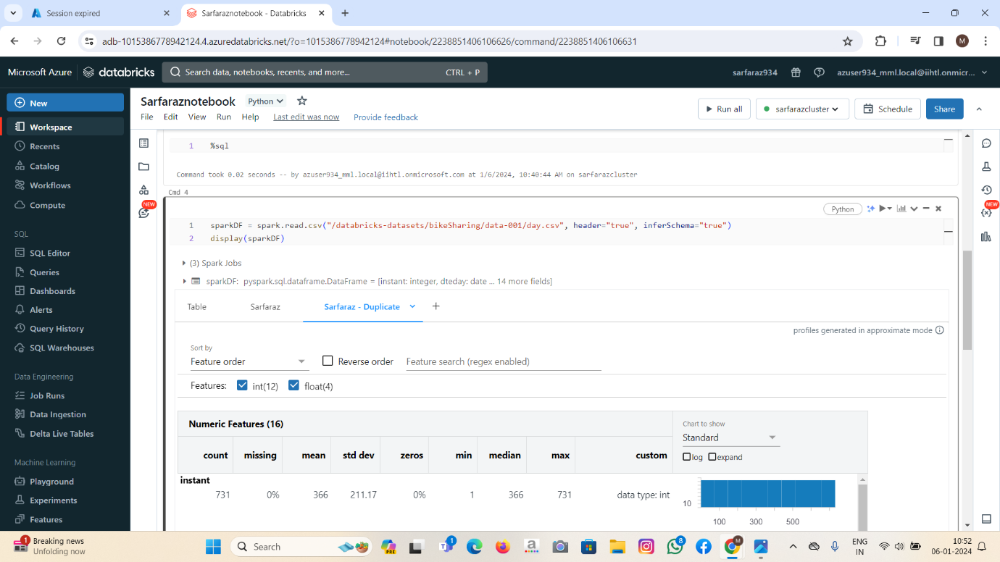 Session expired
Sarfaraznotebook - Databricks
adb-1015386778942124.4.azuredatabricks.net/?o=1015386778942124#notebook/2238851406106626/command/2238851406106631
M
Microsoft Azure
databricks
Search data, notebooks, recents, and more...
CTRL + P
sarfaraz934
azuser934_mml.local@iihtl.onmicr...
New
Workspace
Recents
Catalog
Workflows
Compute
SQL
SQL Editor
Queries
Dashboards
Alerts
Query History
SQL Warehouses
Data Engineering
Job Runs
Data Ingestion
Delta Live Tables
Machine Learning
Playground
Experiments
Features
Sarfaraznotebook
Python
File Edit View Run Help Last edit was now Provide feedback
Run all
sarfarazcluster
Schedule
Share
NEW
1 %sql
Command took 0.02 seconds -- by azuser934_mml.local@iihtl.onmicrosoft.com at 1/6/2024, 10:40:44 AM on sarfarazcluster
Cmd 4
Python
1 sparkDF = spark.read.csv("/databricks-datasets/bikeSharing/data-001/day.csv", header="true", inferSchema="true")
2 display(sparkDF)
(3) Spark Jobs
sparkDF: pyspark.sql.dataframe.DataFrame = [instant: integer, dteday: date ... 14 more fields]
Table Sarfaraz Sarfaraz - Duplicate +
profiles generated in approximate mode
Sort by
Feature order
Reverse order
Feature search (regex enabled)
Features: int(12) float(4)
Numeric Features (16)
Chart to show
Standard
log expand
count missing mean std dev zeros min median max custom
instant
731 0% 366 211.17 0% 1 366 731 data type: int
10
100 300 500
NEW
1
Breaking news
Unfolding now
Search
PRE
1
8
M
ENG
IN
10:52
06-01-2024